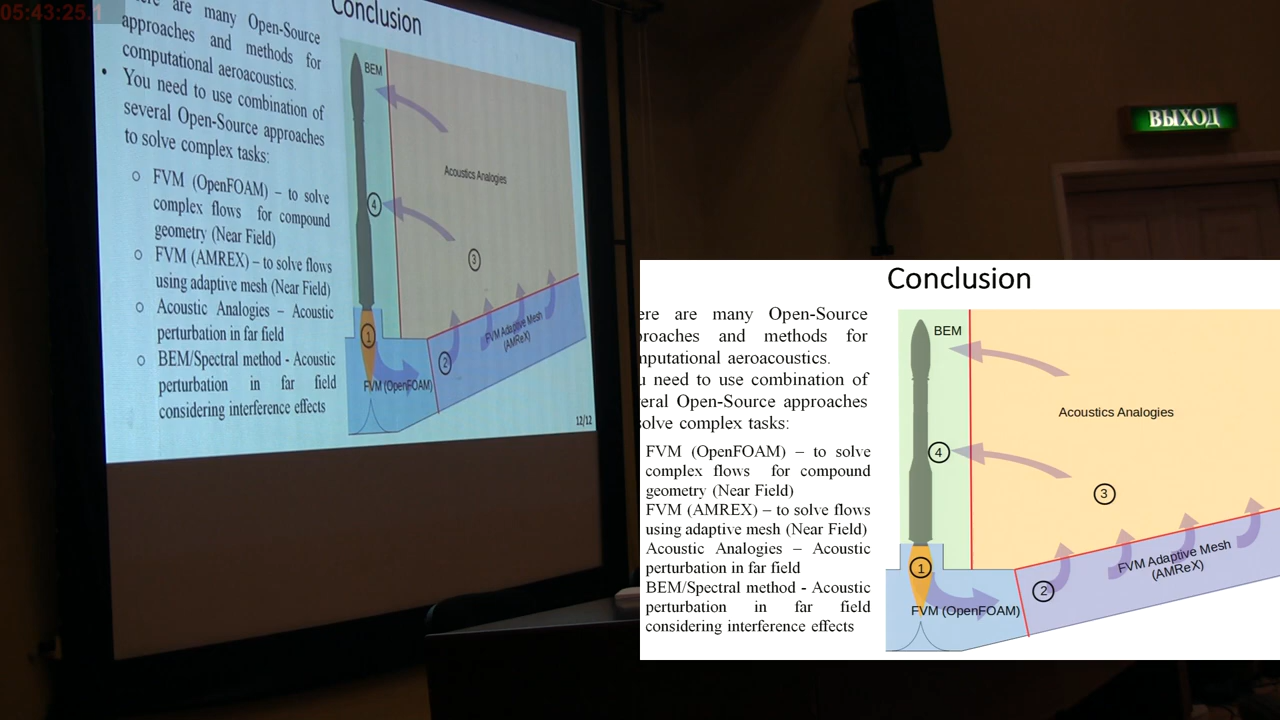 05:43:25.1
Conclusion
are many Open-Source
approaches and methods for
computational aeroacoustics.
• You need to use combination of
several Open-Source approaches
to solve complex tasks:
○ FVM (OpenFOAM) – to solve
complex flows for compound
geometry (Near Field)
○ FVM (AMREX) – to solve flows
using adaptive mesh (Near Field)
○ Acoustic Analogies – Acoustic
perturbation in far field
○ BEM/Spectral method - Acoustic
perturbation in far field
considering interference effects
BEM
Acoustics Analogies
4
3
1
2
FVM Adaptive Mesh
(AMReX)
FVM (OpenFOAM)
12/12
ВЫХОД
Conclusion
ere are many Open-Source
proaches and methods for
mputational aeroacoustics.
u need to use combination of
veral Open-Source approaches
solve complex tasks:
FVM (OpenFOAM) – to solve
complex flows for compound
geometry (Near Field)
FVM (AMREX) – to solve flows
using adaptive mesh (Near Field)
Acoustic Analogies – Acoustic
perturbation in far field
BEM/Spectral method - Acoustic
perturbation in far field
considering interference effects
BEM
Acoustics Analogies
4
3
1
2
FVM Adaptive Mesh
(AMReX)
FVM (OpenFOAM)